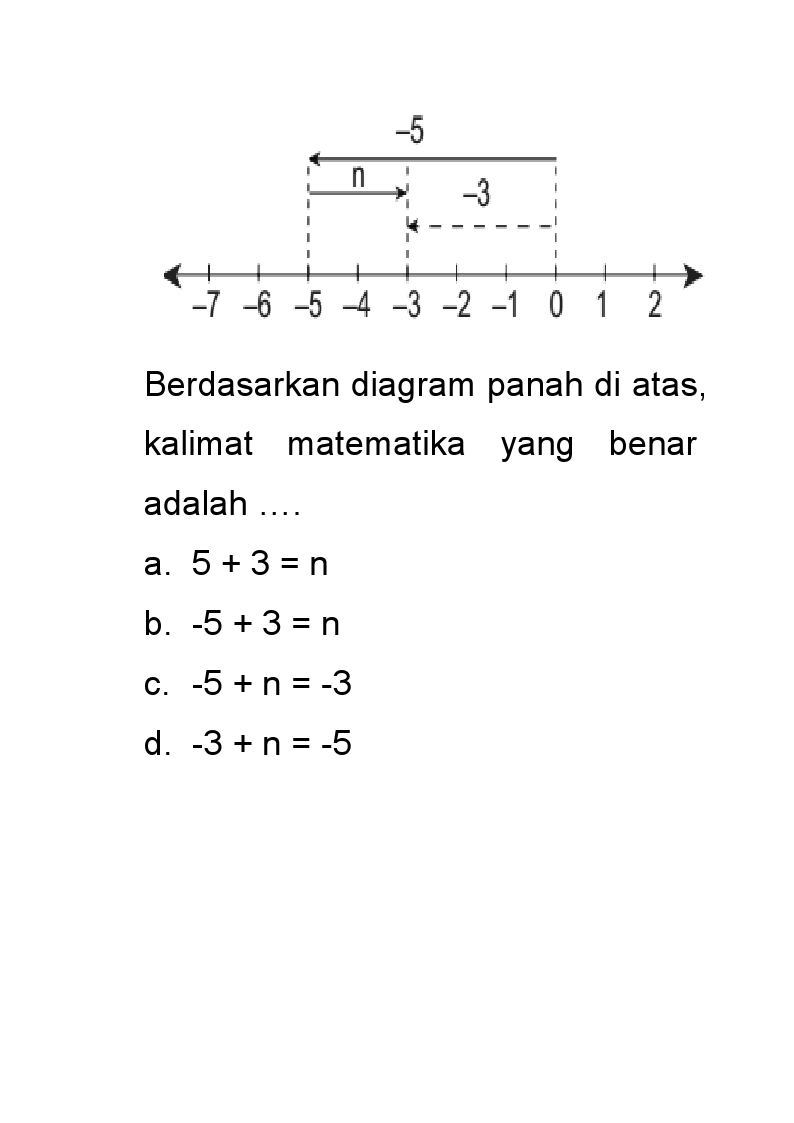 –5
n
–3
–7 –6 –5 –4 –3 –2 –1 0 1 2
Berdasarkan diagram panah di atas,
kalimat matematika yang benar
adalah ….
a. 5 + 3 = n
b. -5 + 3 = n
c. -5 + n = -3
d. -3 + n = -5